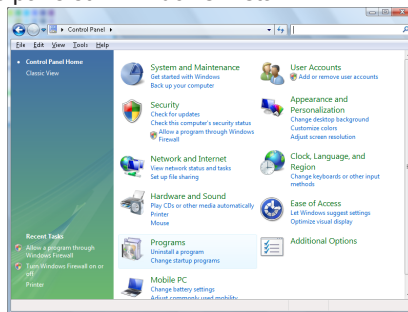 Control Panel
File Edit View Tools Help
Control Panel Home
Classic View
System and Maintenance
Get started with Windows
Back up your computer
Security
Check for updates
Check this computer's security status
Allow a program through Windows
Firewall
Network and Internet
View network status and tasks
Set up file sharing
Hardware and Sound
Play CDs or other media automatically
Printer
Mouse
Programs
Uninstall a program
Change startup programs
Mobile PC
Change battery settings
Adjust commonly used mobility
User Accounts
Add or remove user accounts
Appearance and
Personalization
Change desktop background
Customize colors
Adjust screen resolution
Clock, Language, and
Region
Change keyboards or other input
methods
Ease of Access
Let Windows suggest settings
Optimize visual display
Additional Options
Recent Tasks
Allow a program through
Windows Firewall
Turn Windows Firewall on or
off
Printer